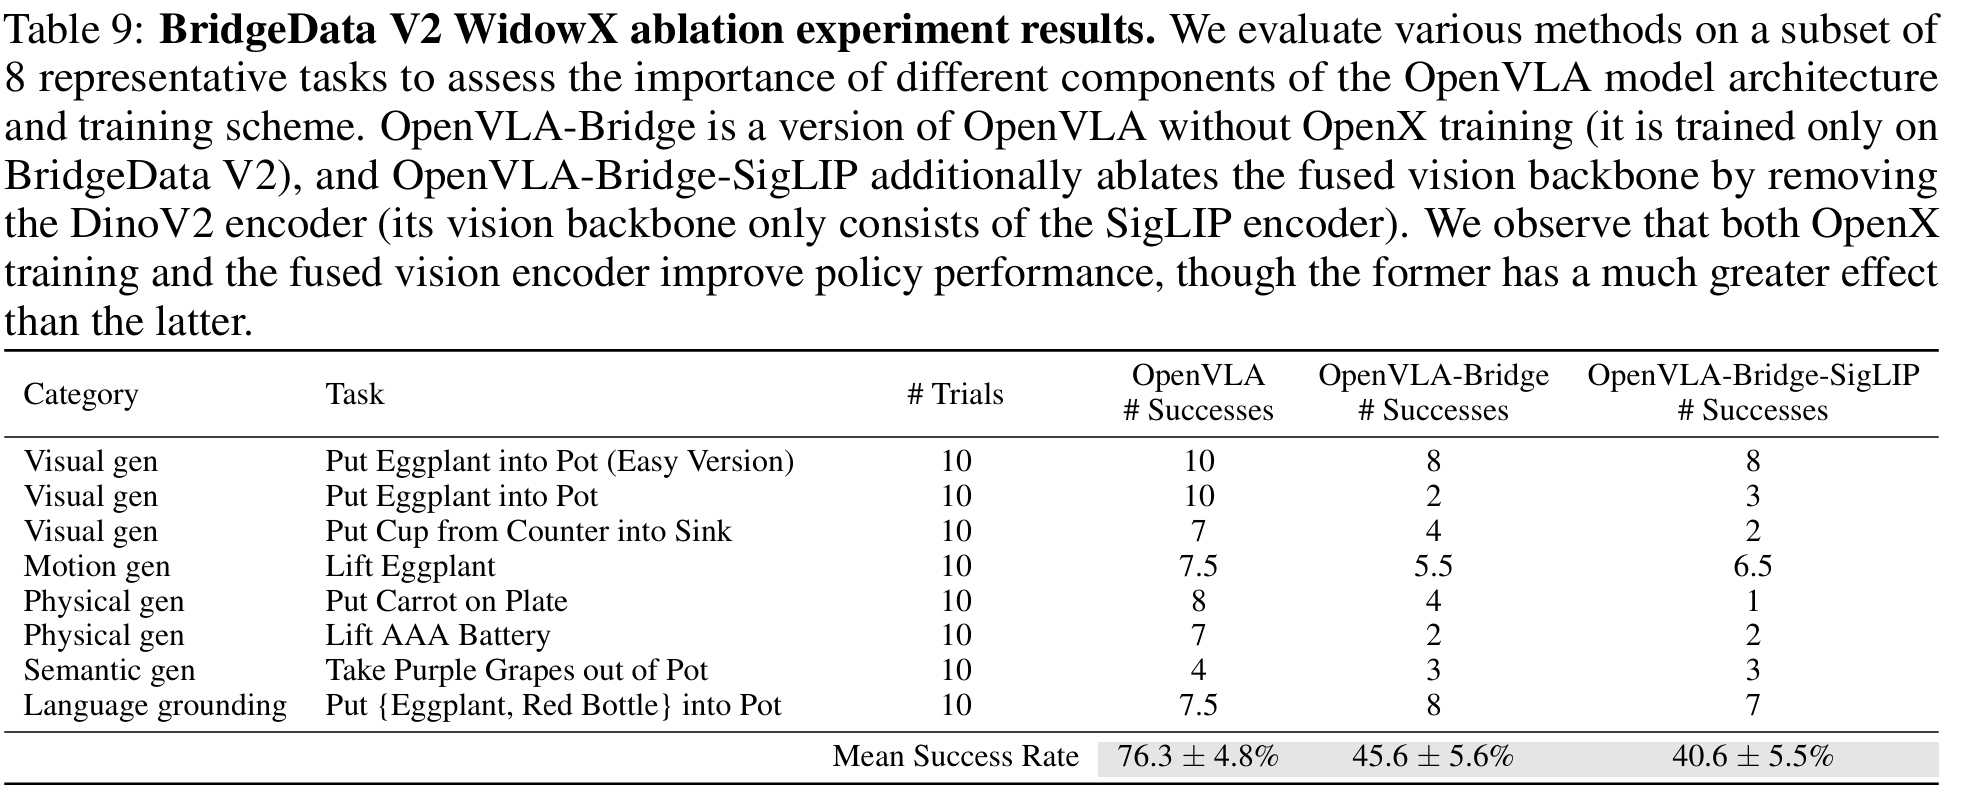 Table 9: BridgeData V2 WidowX ablation experiment results. We evaluate various methods on a subset of
8 representative tasks to assess the importance of different components of the OpenVLA model architecture
and training scheme. OpenVLA-Bridge is a version of OpenVLA without OpenX training (it is trained only on
BridgeData V2), and OpenVLA-Bridge-SigLIP additionally ablates the fused vision backbone by removing
the DinoV2 encoder (its vision backbone only consists of the SigLIP encoder). We observe that both OpenX
training and the fused vision encoder improve policy performance, though the former has a much greater effect
than the latter.
Category Task # Trials OpenVLA # Successes OpenVLA-Bridge # Successes OpenVLA-Bridge-SigLIP # Successes
Visual gen Put Eggplant into Pot (Easy Version) 10 10 8 8
Visual gen Put Eggplant into Pot 10 10 2 3
Visual gen Put Cup from Counter into Sink 10 7 4 2
Motion gen Lift Eggplant 10 7.5 5.5 6.5
Physical gen Put Carrot on Plate 10 8 4 1
Physical gen Lift AAA Battery 10 7 2 2
Semantic gen Take Purple Grapes out of Pot 10 4 3 3
Language grounding Put {Eggplant, Red Bottle} into Pot 10 7.5 8 7
Mean Success Rate 76.3 ± 4.8% 45.6 ± 5.6% 40.6 ± 5.5%